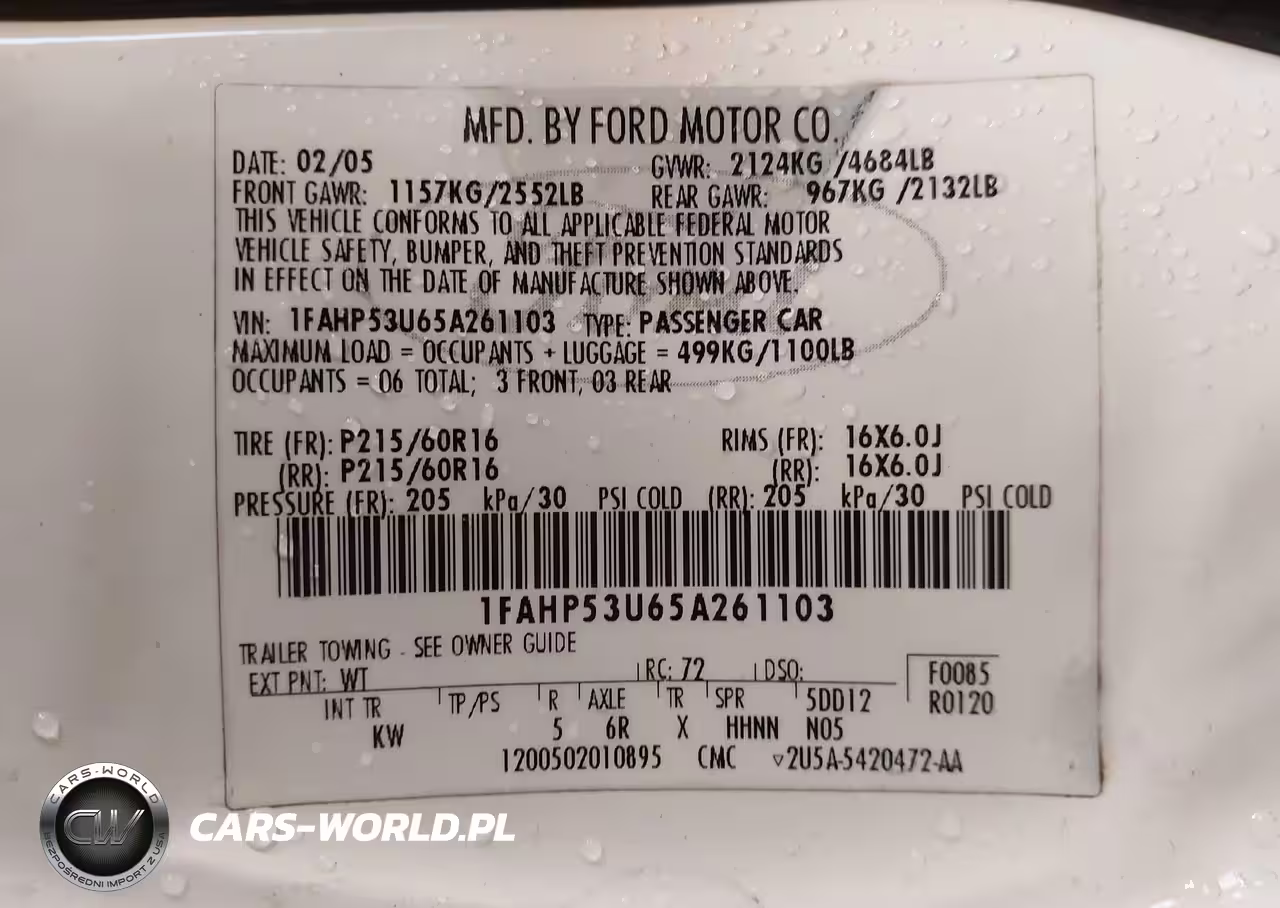 MFD. BY FORD MOTOR CO.
DATE: 02/05 GVWR: 2124KG /4684LB
FRONT GAWR: 1157KG/2552LB REAR GAWR: 967KG /2132LB
THIS VEHICLE CONFORMS TO ALL APPLICABLE FEDERAL MOTOR
VEHICLE SAFETY, BUMPER, AND THEFT PREVENTION STANDARDS
IN EFFECT ON THE DATE OF MANUFACTURE SHOWN ABOVE.
VIN: 1FAHP53U65A261103 TYPE: PASSENGER CAR
MAXIMUM LOAD = OCCUPANTS + LUGGAGE = 499KG/1100LB
OCCUPANTS = 06 TOTAL; 3 FRONT, 03 REAR
TIRE (FR): P215/60R16 RIMS (FR): 16X6.0J
(RR): P215/60R16 (RR): 16X6.0J
PRESSURE (FR): 205 kPa/30 PSI COLD (RR): 205 kPa/30 PSI COLD
1FAHP53U65A261103
TRAILER TOWING - SEE OWNER GUIDE
EXT PNT: WT RC: 72 DSO: F0085
INT TR TP/PS R AXLE TR SPR 5DD12 R0120
KW 5 6R X HHNN N05
1200502010895 CMC ▽2U5A-5420472-AA
CARS-WORLD
CW
BEZPOŚREDNI IMPORT Z USA
CARS-WORLD.PL